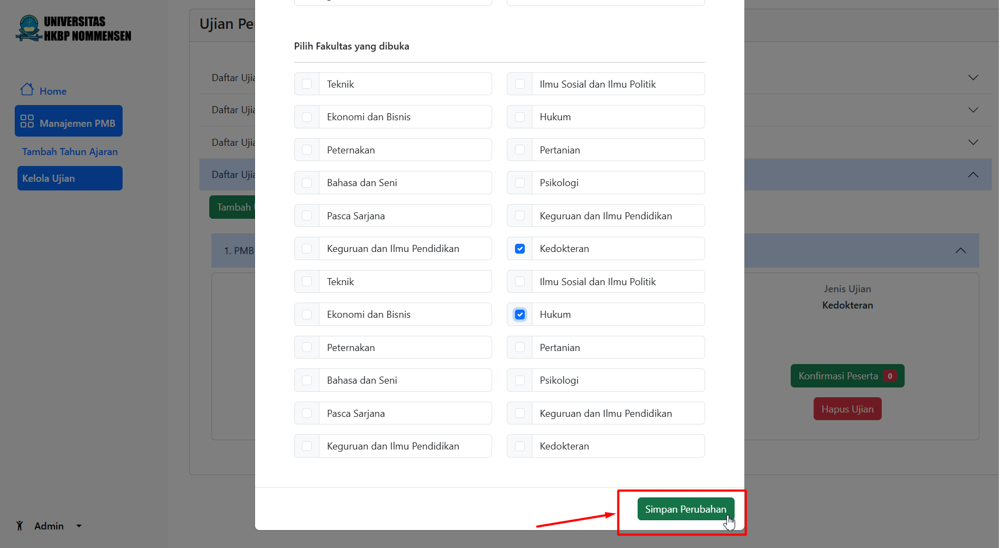 UNIVERSITAS
HKBP NOMMENSEN
Home
Manajemen PMB
Tambah Tahun Ajaran
Kelola Ujian
Admin
Ujian Pe
Daftar Ujia
Daftar Ujia
Daftar Ujia
Daftar Ujia
Tambah
1. PMB
Pilih Fakultas yang dibuka
Teknik
Ilmu Sosial dan Ilmu Politik
Ekonomi dan Bisnis
Hukum
Peternakan
Pertanian
Bahasa dan Seni
Psikologi
Pasca Sarjana
Keguruan dan Ilmu Pendidikan
Keguruan dan Ilmu Pendidikan
Kedokteran
Teknik
Ilmu Sosial dan Ilmu Politik
Ekonomi dan Bisnis
Hukum
Peternakan
Pertanian
Bahasa dan Seni
Psikologi
Pasca Sarjana
Keguruan dan Ilmu Pendidikan
Keguruan dan Ilmu Pendidikan
Kedokteran
Simpan Perubahan
Jenis Ujian
Kedokteran
Konfirmasi Peserta 0
Hapus Ujian